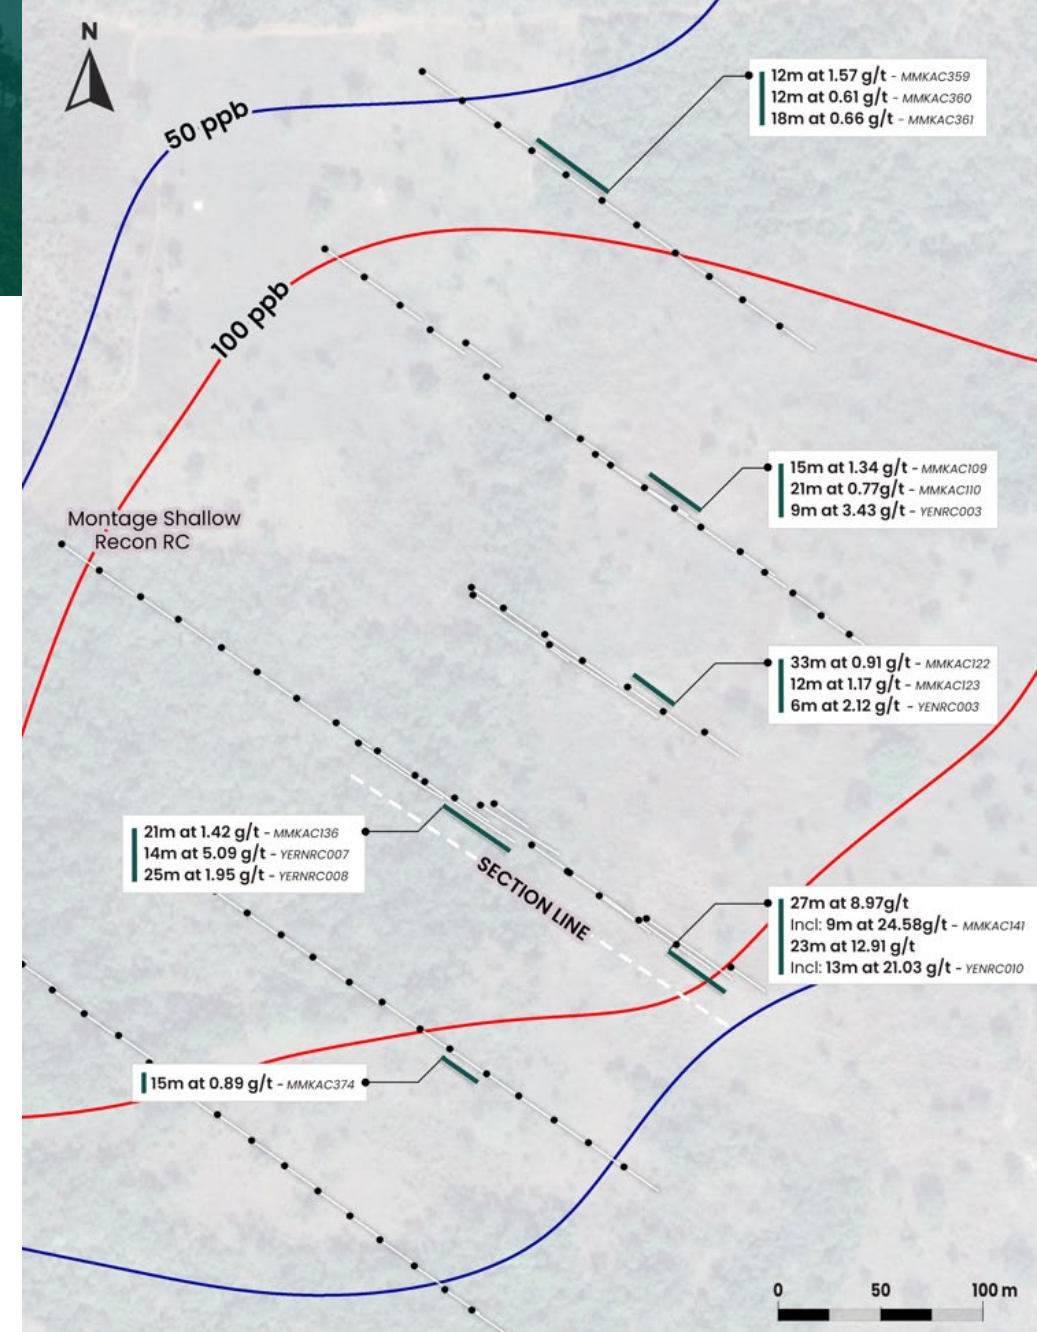 N
50 ppb
12m at 1.57 g/t - MMKAC359
12m at 0.61 g/t - MMKAC360
18m at 0.66 g/t - MMKAC361
100 ppb
15m at 1.34 g/t - MMKAC109
21m at 0.77g/t - MMKAC110
9m at 3.43 g/t - YENRC003
Montage Shallow
Recon RC
33m at 0.91 g/t - MMKAC122
12m at 1.17 g/t - MMKAC123
6m at 2.12 g/t - YENRC003
21m at 1.42 g/t - MMKAC136
14m at 5.09 g/t - YERNRC007
25m at 1.95 g/t - YERNRC008
SECTION LINE
27m at 8.97g/t
Incl: 9m at 24.58g/t - MMKAC141
23m at 12.91 g/t
Incl: 13m at 21.03 g/t - YENRC010
15m at 0.89 g/t - MMKAC374
0 50 100 m